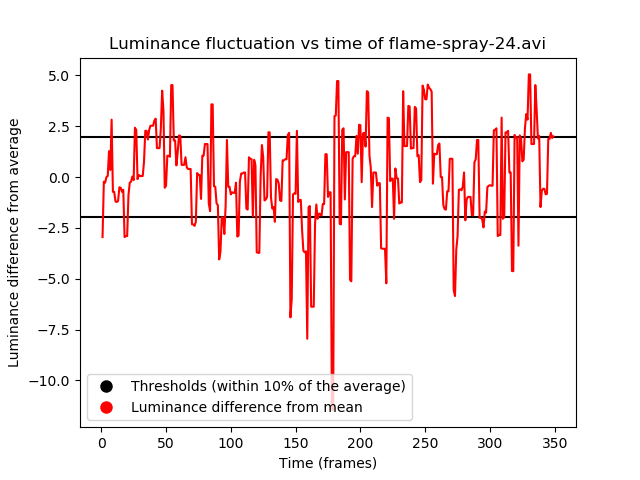 Luminance fluctuation vs time of flame-spray-24.avi
Luminance difference from average
5.0
2.5
0.0
−2.5
−5.0
−7.5
−10.0
Thresholds (within 10% of the average)
Luminance difference from mean
0 50 100 150 200 250 300 350
Time (frames)